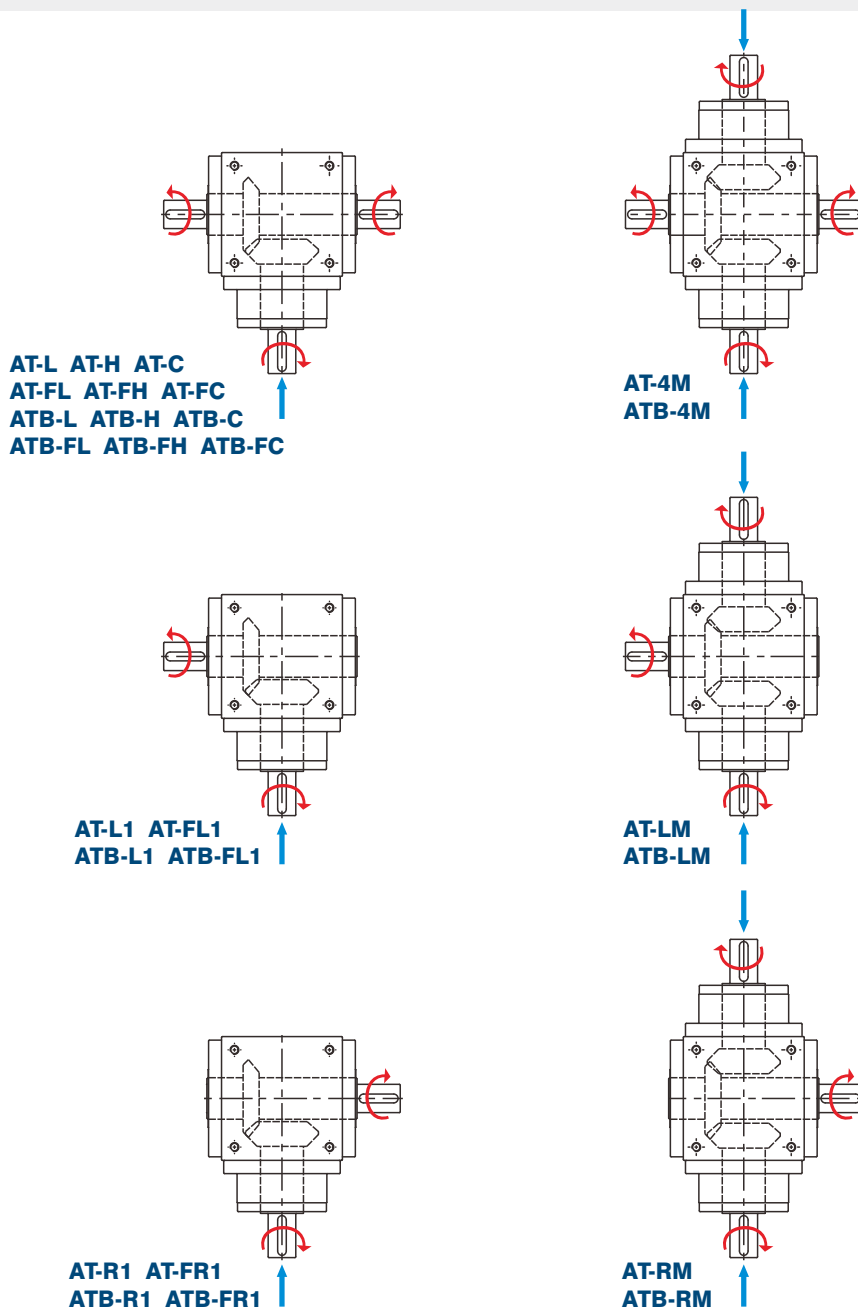 AT-L AT-H AT-C
AT-FL AT-FH AT-FC
ATB-L ATB-H ATB-C
ATB-FL ATB-FH ATB-FC
AT-4M
ATB-4M
AT-L1 AT-FL1
ATB-L1 ATB-FL1
AT-LM
ATB-LM
AT-R1 AT-FR1
ATB-R1 ATB-FR1
AT-RM
ATB-RM